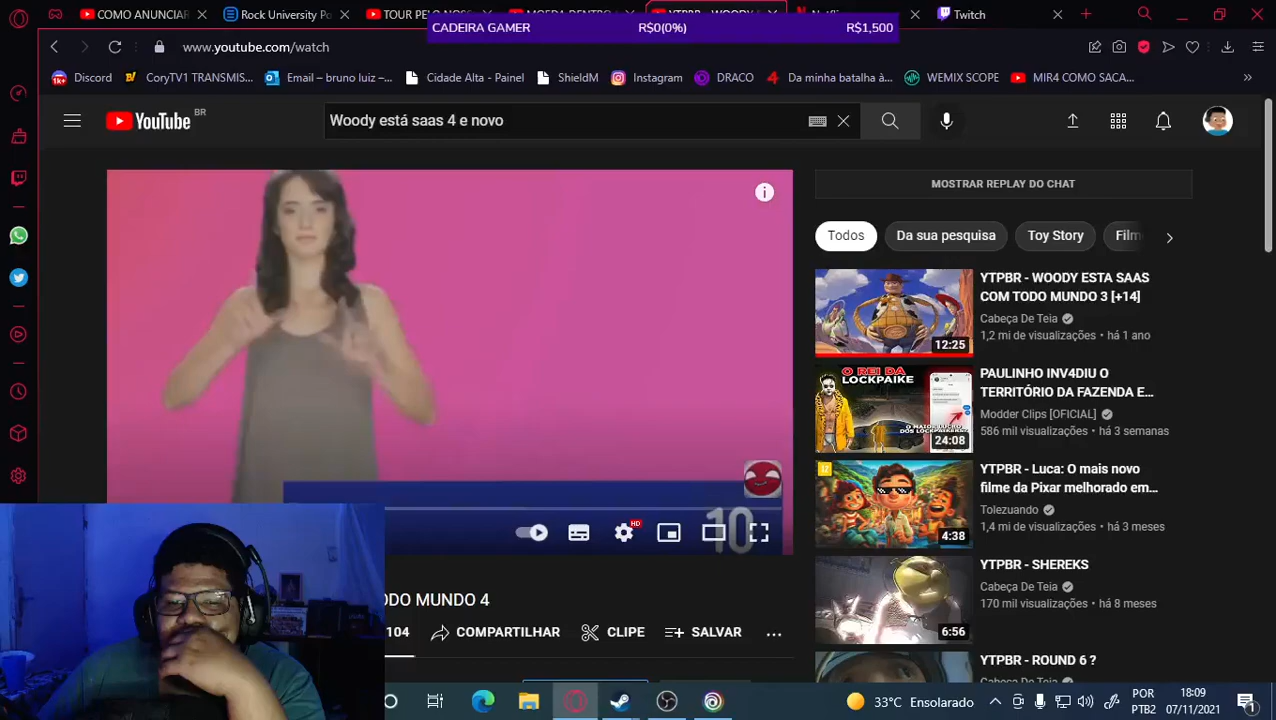 COMO ANUNCIAR
Rock University Po
TOUR PELO NOS
YTPBR - WOODY
Twitch
CADEIRA GAMER
R$0(0%)
R$1,500
www.youtube.com/watch
Discord
CoryTV1 TRANSMIS...
Email – bruno luiz –...
Cidade Alta - Painel
ShieldM
Instagram
DRACO
Da minha batalha à...
WEMIX SCOPE
MIR4 COMO SACA...
YouTube BR
Woody está saas 4 e novo
MOSTRAR REPLAY DO CHAT
Todos
Da sua pesquisa
Toy Story
Film
YTPBR - WOODY ESTA SAAS
COM TODO MUNDO 3 [+14]
Cabeça De Teia
1,2 mi de visualizações • há 1 ano
12:25
O REI DA
LOCKPAIKE
24:08
PAULINHO INV4DIU O
TERRITÓRIO DA FAZENDA E...
Modder Clips [OFICIAL]
586 mil visualizações • há 3 semanas
YTPBR - Luca: O mais novo
filme da Pixar melhorado em...
Tolezuando
1,4 mi de visualizações • há 3 meses
4:38
YTPBR - SHEREKS
Cabeça De Teia
170 mil visualizações • há 8 meses
6:56
YTPBR - ROUND 6 ?
HD
10
ODO MUNDO 4
104
COMPARTILHAR
CLIPE
SALVAR
33°C Ensolarado
POR
PTB2
18:09
07/11/2021